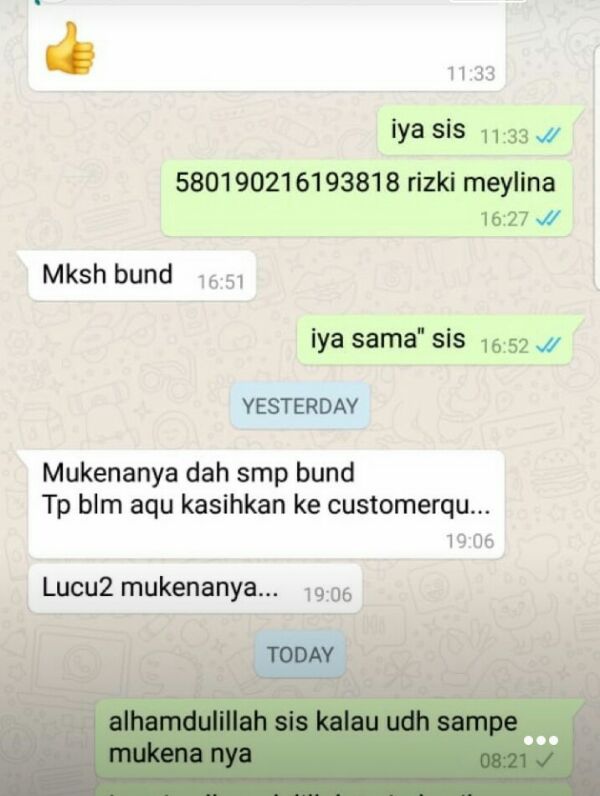 11:33
iya sis 11:33
580190216193818 rizki meylina
16:27
Mksh bund 16:51
iya sama" sis 16:52
YESTERDAY
Mukenanya dah smp bund
Tp blm aqu kasihkan ke customerqu...
19:06
Lucu2 mukenanya... 19:06
TODAY
alhamdulillah sis kalau udh sampe
mukena nya 08:21